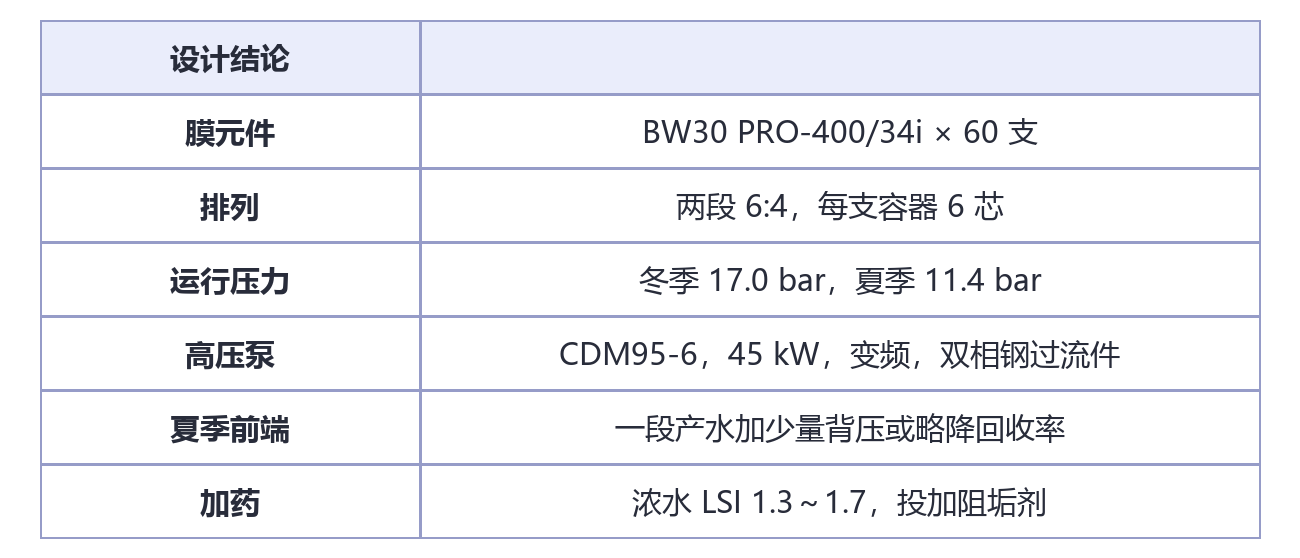 设计结论
膜元件 BW30 PRO-400/34i × 60 支
排列 两段 6:4，每支容器 6 芯
运行压力 冬季 17.0 bar，夏季 11.4 bar
高压泵 CDM95-6，45 kW，变频，双相钢过流件
夏季前端 一段产水加少量背压或略降回收率
加药 浓水 LSI 1.3～1.7，投加阻垢剂